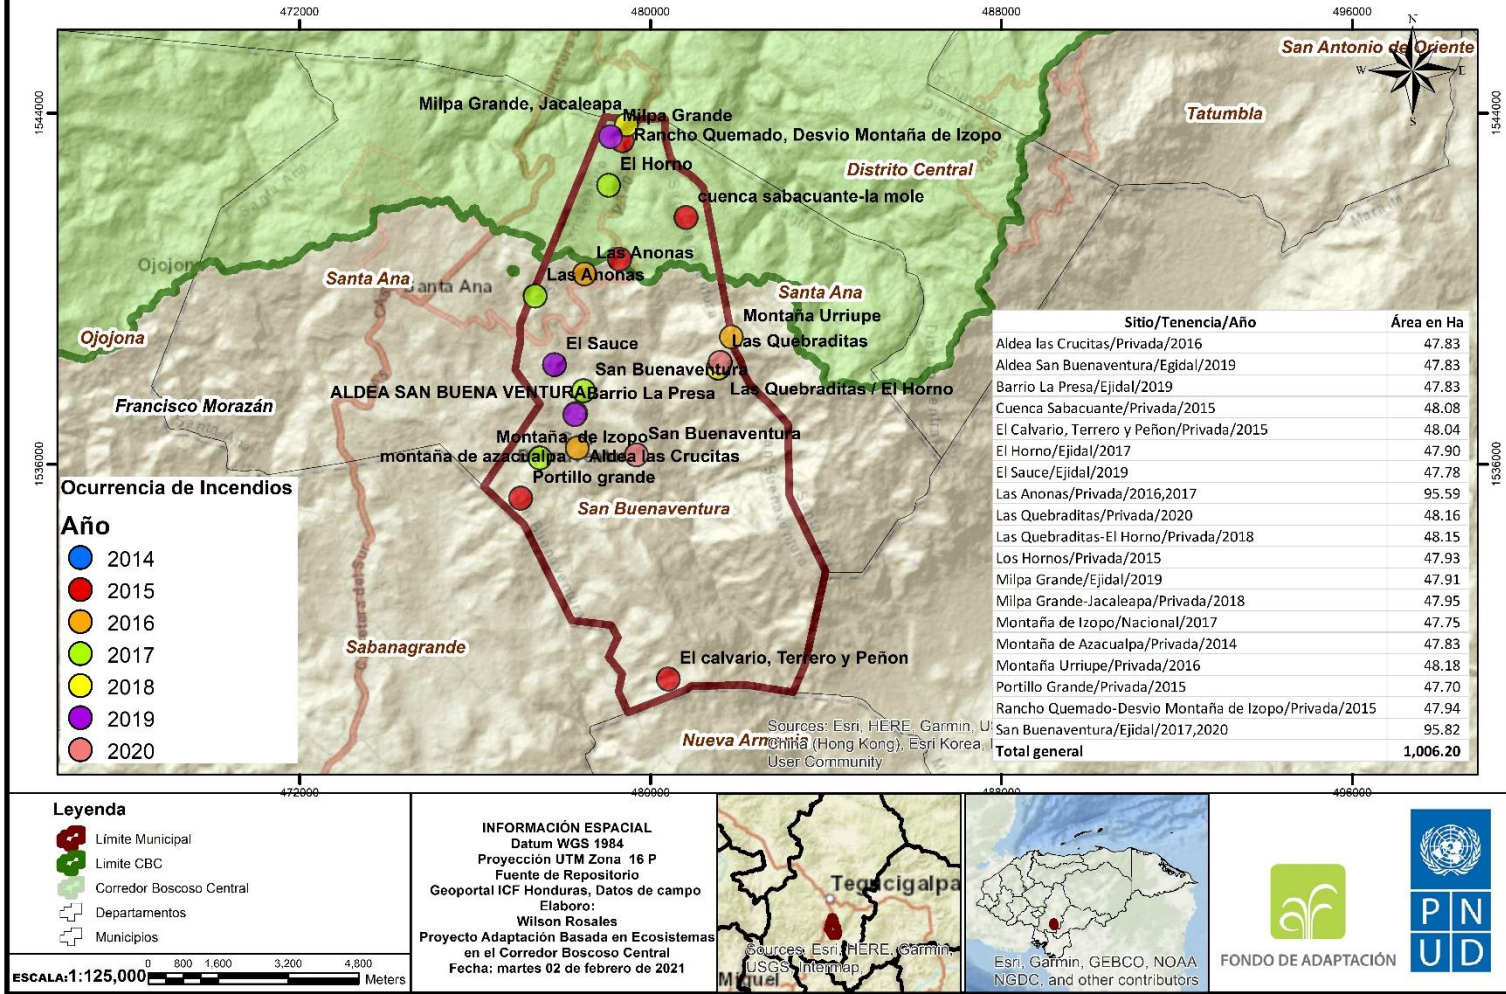 472000
480000
488000
496000
N
San Antonio de Oriente
W
E
S
1544000
1544000
Tatumbla
Milpa Grande, Jacaleapa
Milpa Grande
Rancho Quemado, Desvio Montaña de Izopo
El Horno
Distrito Central
cuenca sabacuante-la mole
Las Anonas
Ojojon
Santa Ana
Las Anonas
Santa Ana
Santa Ana
Montaña Urriupe
Ojojona
El Sauce
Las Quebraditas
San Buenaventura
ALDEA SAN BUENA VENTURA
Barrio La Presa
Las Quebraditas / El Horno
Francisco Morazán
Montaña de Izopo
San Buenaventura
montaña de azacualpa
Aldea las Crucitas
1536000
1536000
Portillo grande
San Buenaventura
Sabanagrande
El calvario, Terrero y Peñon
Nueva Armenia
Sources: Esri, HERE, Garmin, U
China (Hong Kong), Esri Korea,
User Community
Sitio/Tenencia/Año Área en Ha
Aldea las Crucitas/Privada/2016 47.83
Aldea San Buenaventura/Egidal/2019 47.83
Barrio La Presa/Ejidal/2019 47.83
Cuenca Sabacuante/Privada/2015 48.08
El Calvario, Terrero y Peñon/Privada/2015 48.04
El Horno/Ejidal/2017 47.90
El Sauce/Ejidal/2019 47.78
Las Anonas/Privada/2016,2017 95.59
Las Quebraditas/Privada/2020 48.16
Las Quebraditas-El Horno/Privada/2018 48.15
Los Hornos/Privada/2015 47.93
Milpa Grande/Ejidal/2019 47.91
Milpa Grande-Jacaleapa/Privada/2018 47.95
Montaña de Izopo/Nacional/2017 47.75
Montaña de Azacualpa/Privada/2014 47.83
Montaña Urriupe/Privada/2016 48.18
Portillo Grande/Privada/2015 47.70
Rancho Quemado-Desvio Montaña de Izopo/Privada/2015 47.94
San Buenaventura/Ejidal/2017,2020 95.82
Total general 1,006.20
Ocurrencia de Incendios
Año
2014
2015
2016
2017
2018
2019
2020
472000
480000
488000
496000
Leyenda
Límite Municipal
Limite CBC
Corredor Boscoso Central
Departamentos
Municipios
ESCALA:1:125,000
0 800 1,600 3,200 4,800
Meters
INFORMACIÓN ESPACIAL
Datum WGS 1984
Proyección UTM Zona 16 P
Fuente de Repositorio
Geoportal ICF Honduras, Datos de campo
Elaboro:
Wilson Rosales
Proyecto Adaptación Basada en Ecosistemas
en el Corredor Boscoso Central
Fecha: martes 02 de febrero de 2021
Tegucigalpa
Sources: Esri, HERE, Garmin,
USGS, Intermap,
Miguel
Esri, Garmin, GEBCO, NOAA
NGDC, and other contributors
FONDO DE ADAPTACIÓN
P N
U D